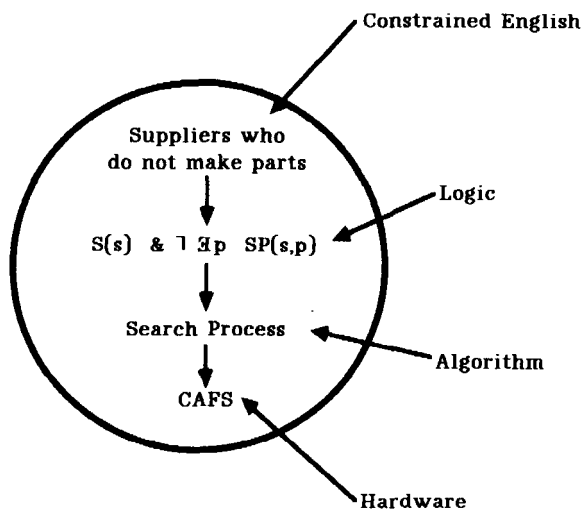 Constrained English
Suppliers who
do not make parts
Logic
S(s) & ℸ ∃p SP(s,p)
Search Process
Algorithm
CAFS
Hardware